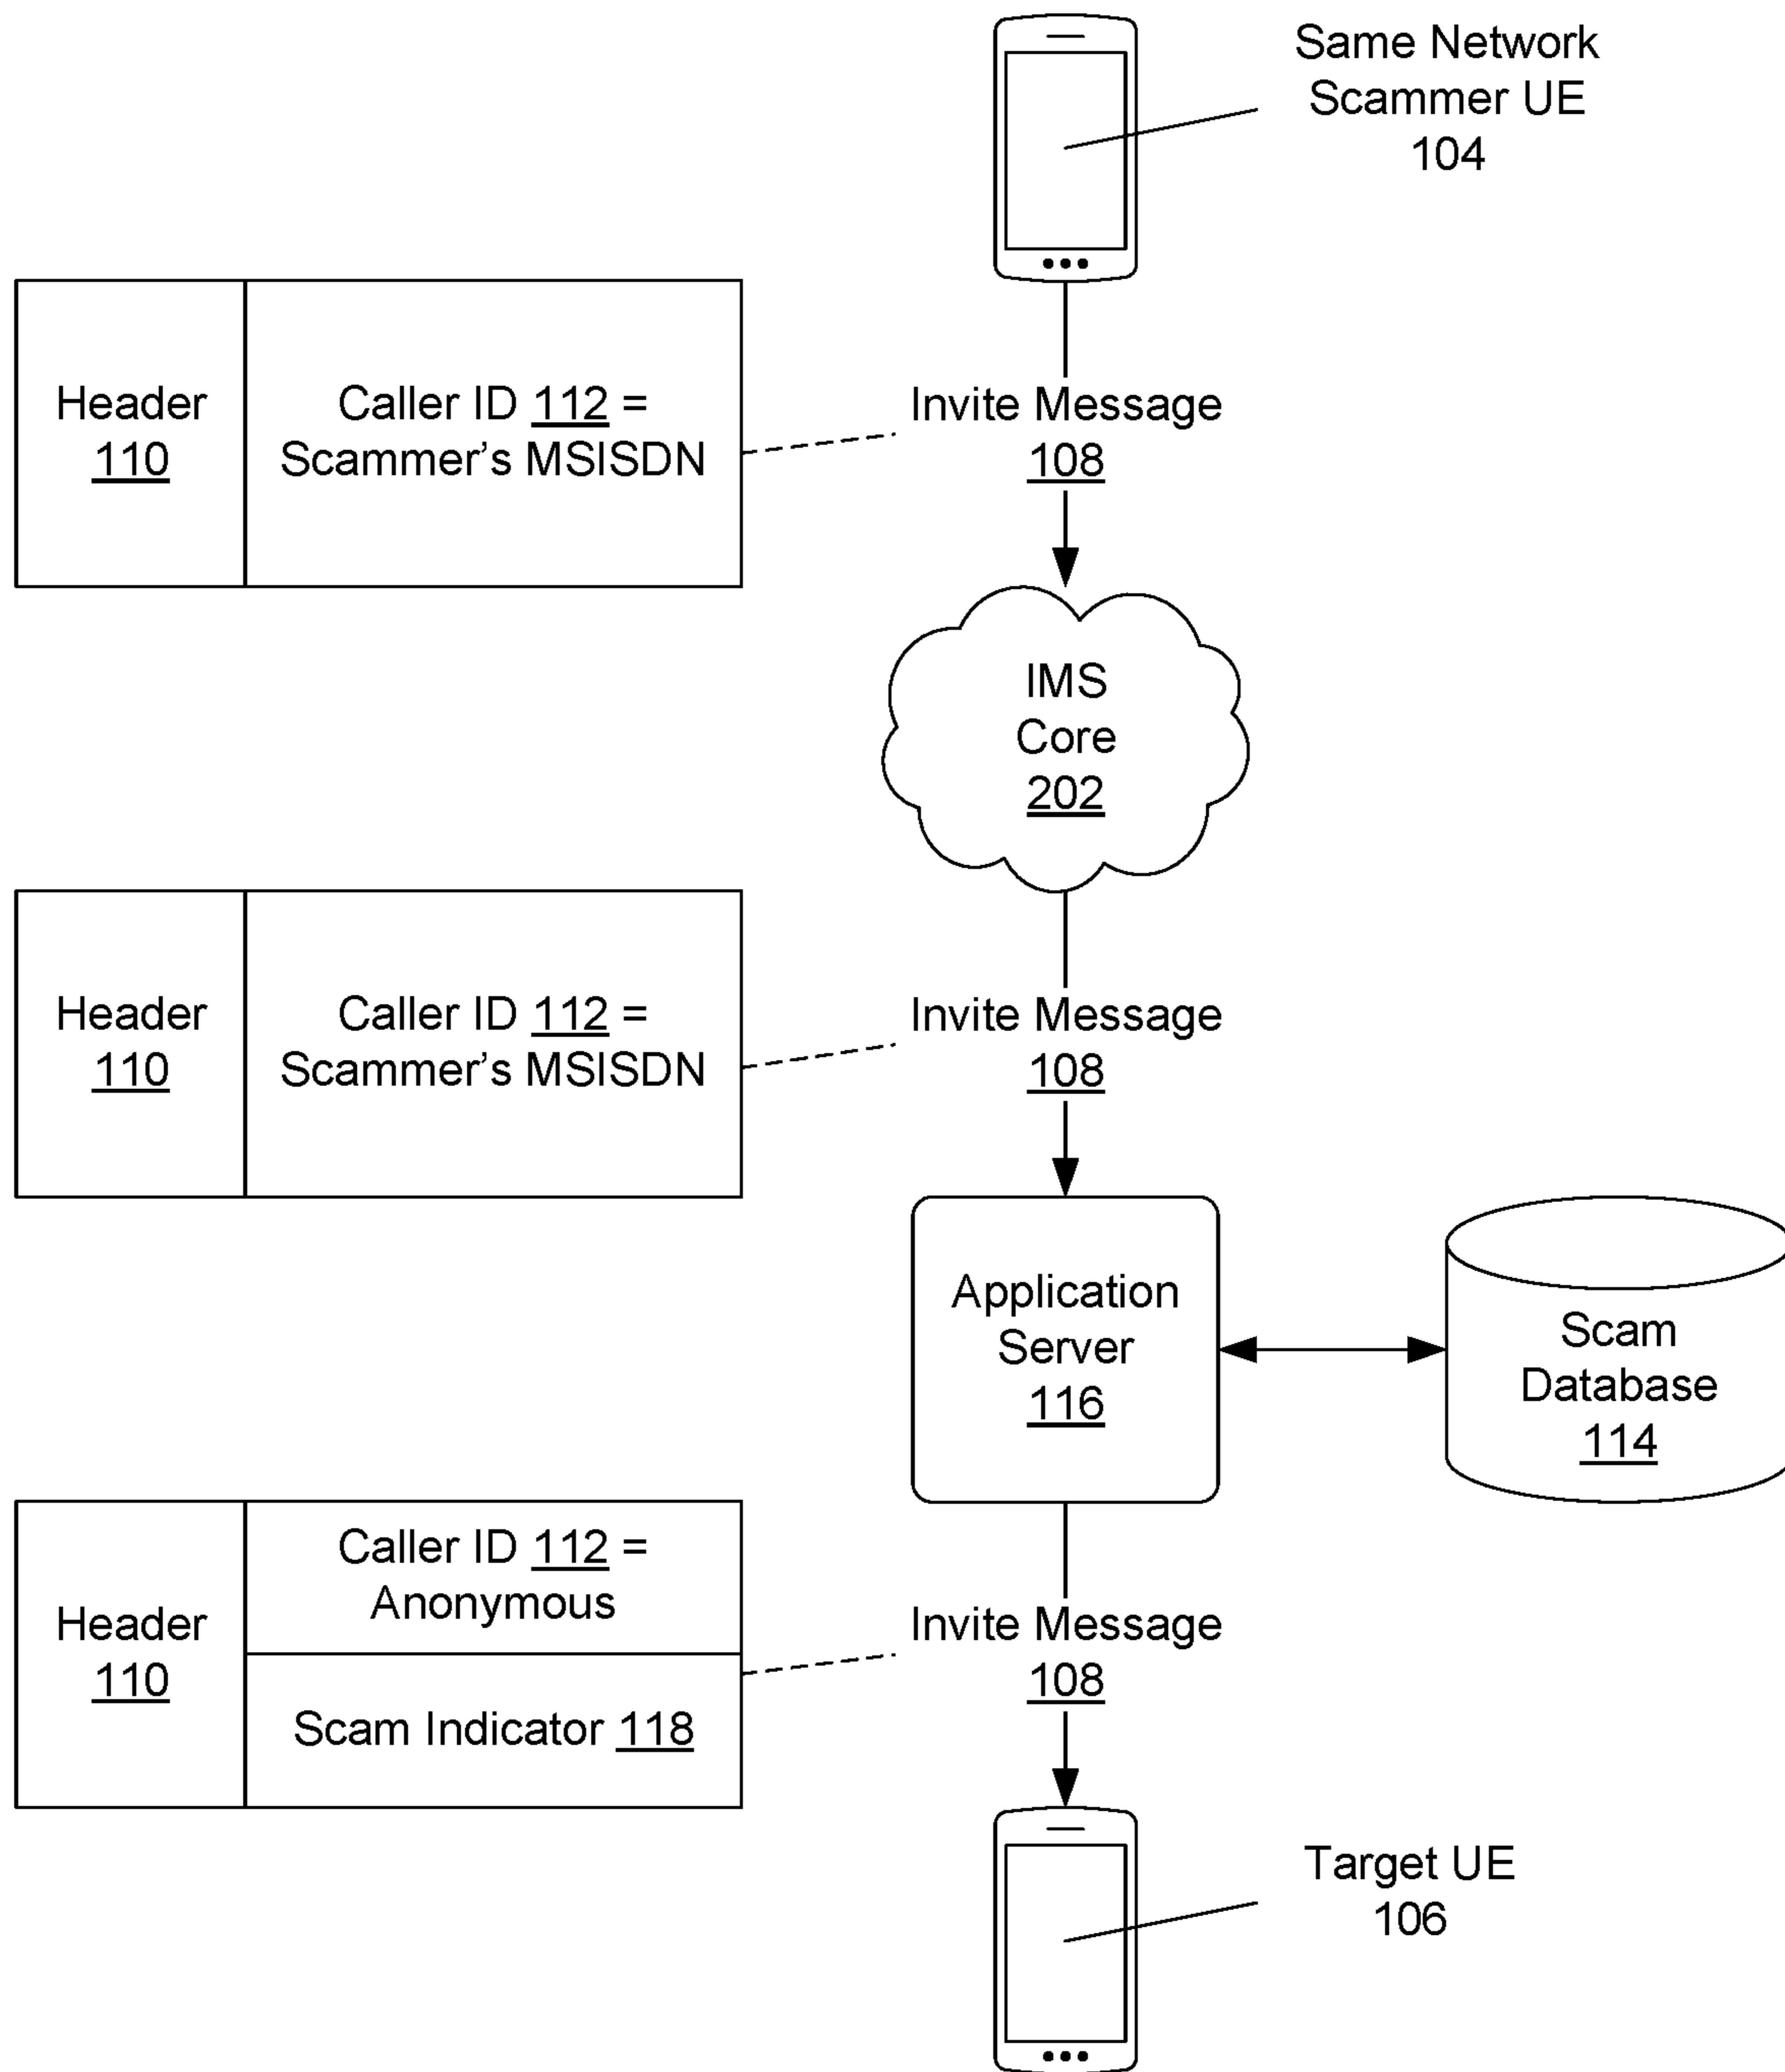 Same Network
Scammer UE
104
Header
110
Caller ID 112 =
Scammer's MSISDN
Invite Message
108
IMS
Core
202
Header
110
Caller ID 112 =
Scammer's MSISDN
Invite Message
108
Application
Server
116
Scam
Database
114
Header
110
Caller ID 112 =
Anonymous
Scam Indicator 118
Invite Message
108
Target UE
106